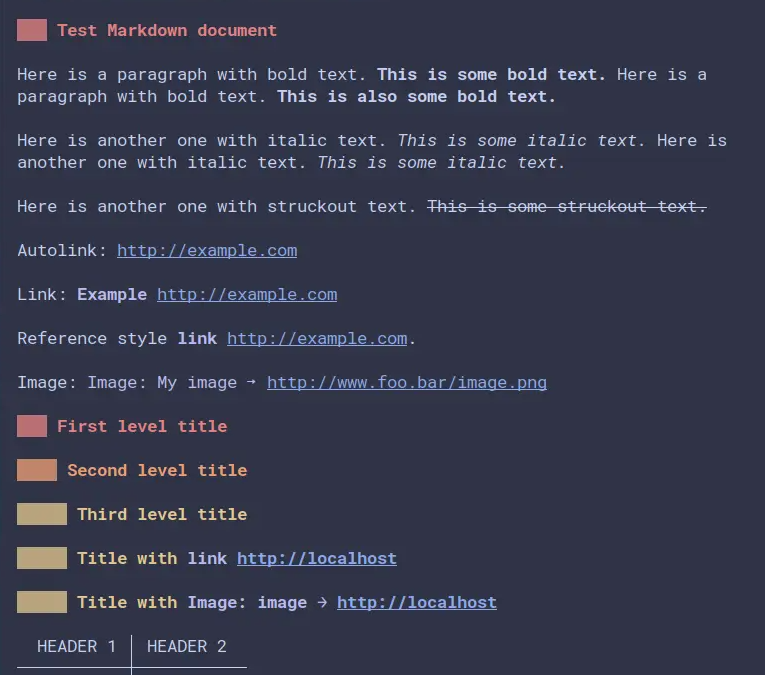 Test Markdown document
Here is a paragraph with bold text. This is some bold text. Here is a
paragraph with bold text. This is also some bold text.
Here is another one with italic text. This is some italic text. Here is
another one with italic text. This is some italic text.
Here is another one with struckout text. This is some struckout text.
Autolink: http://example.com
Link: Example http://example.com
Reference style link http://example.com.
Image: Image: My image → http://www.foo.bar/image.png
First level title
Second level title
Third level title
Title with link http://localhost
Title with Image: image → http://localhost
HEADER 1 HEADER 2